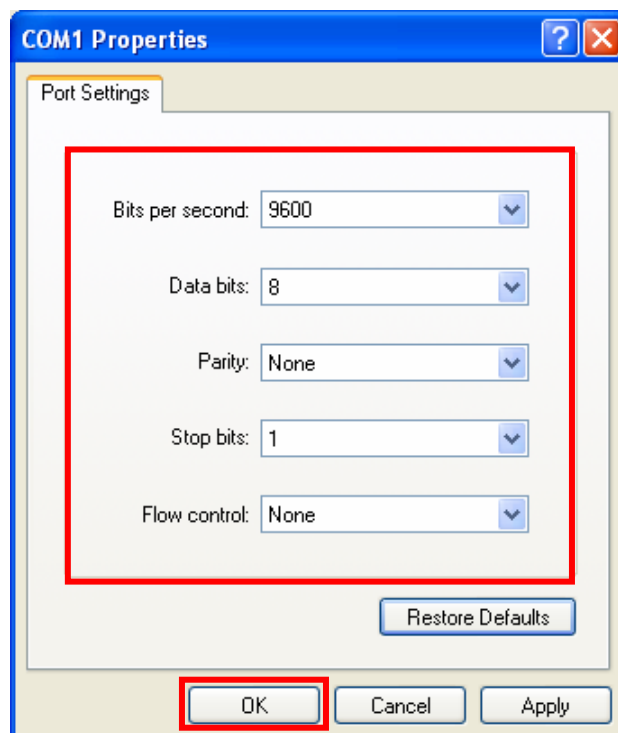 COM1 Properties
Port Settings
Bits per second: 9600
Data bits: 8
Parity: None
Stop bits: 1
Flow control: None
Restore Defaults
OK Cancel Apply